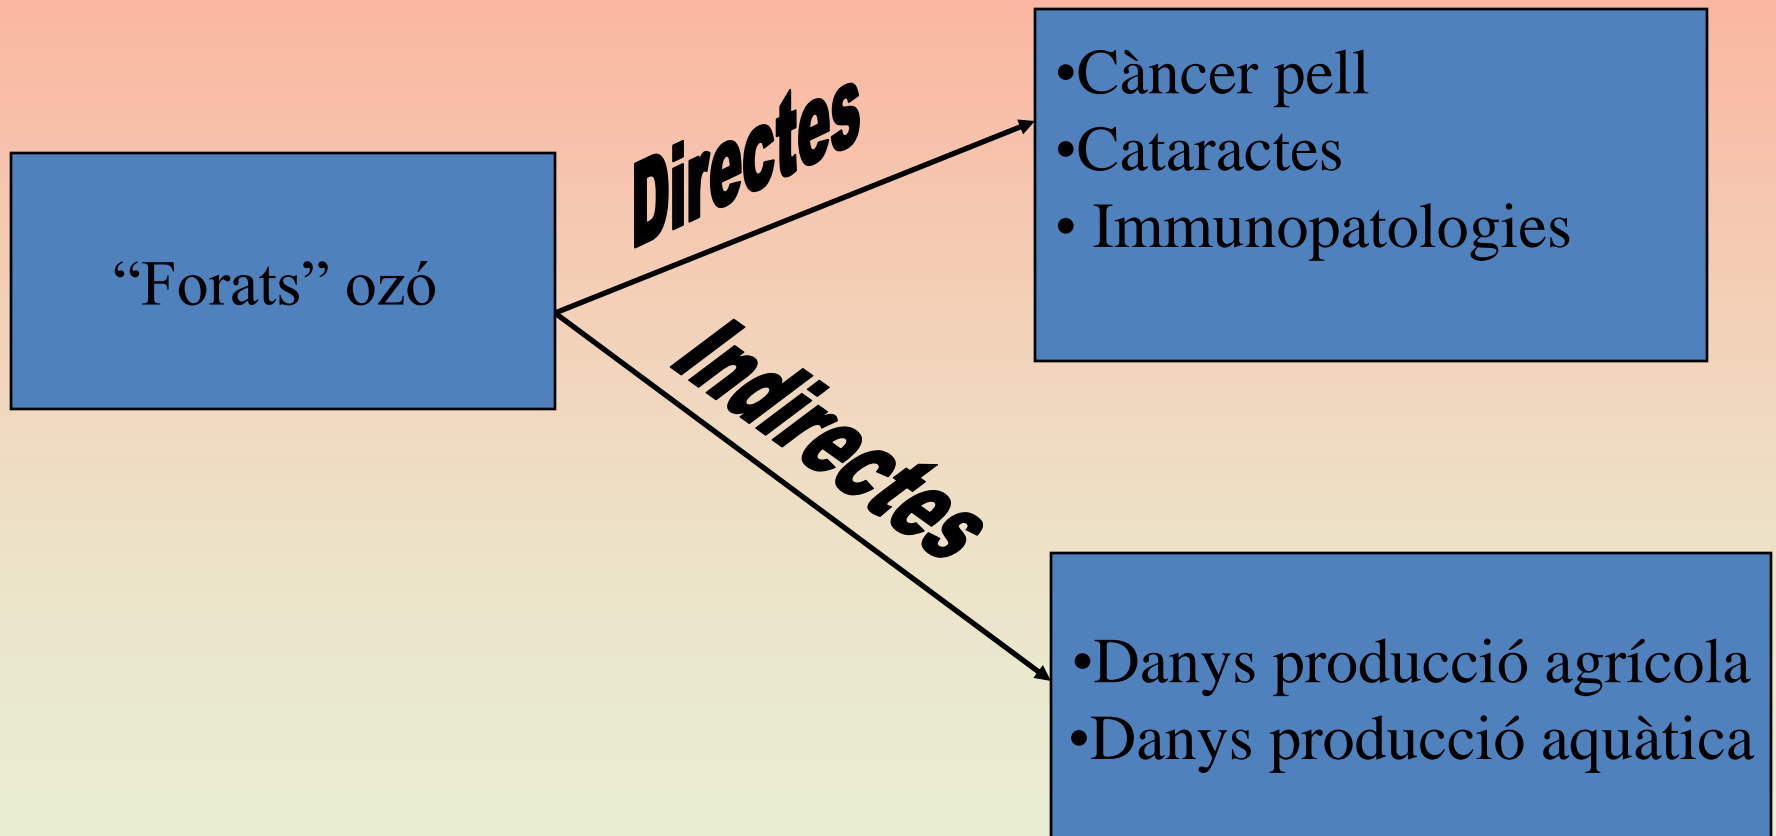 “Forats” ozó
Directes
•Càncer pell
•Cataractes
• Immunopatologies
Indirectes
•Danys producció agrícola
•Danys producció aquàtica